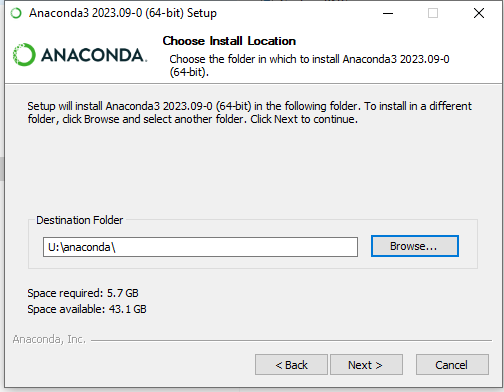 Anaconda3 2023.09-0 (64-bit) Setup
ANACONDA.
Choose Install Location
Choose the folder in which to install Anaconda3 2023.09-0
(64-bit).
Setup will install Anaconda3 2023.09-0 (64-bit) in the following folder. To install in a different
folder, click Browse and select another folder. Click Next to continue.
Destination Folder
U:\anaconda\
Browse...
Space required: 5.7 GB
Space available: 43.1 GB
Anaconda, Inc.
< Back
Next >
Cancel